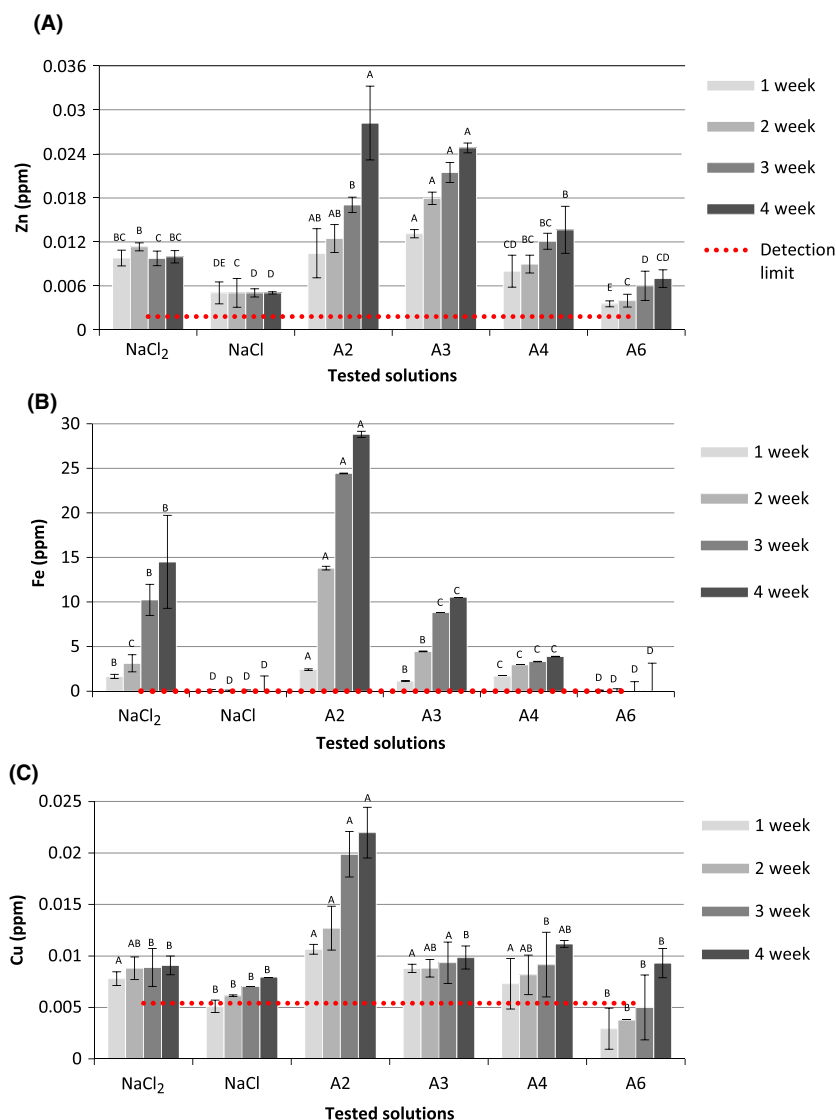 (A)
0.036
0.03
0.024
0.018
0.012
0.006
0
Zn (ppm)
BC B C BC
DE C D D
AB AB B A
A A A A
CD BC BC B
E C D CD
NaCl2 NaCl A2 A3 A4 A6
Tested solutions
1 week
2 week
3 week
4 week
Detection
limit
(B)
30
25
20
15
10
5
0
Fe (ppm)
B C B B
D D D D
A A A A
B B C C
C C C C
D D D D
NaCl2 NaCl A2 A3 A4 A6
Tested solutions
1 week
2 week
3 week
4 week
(C)
0.025
0.02
0.015
0.01
0.005
0
Cu (ppm)
A AB B B
B B B B
A A A A
A AB A B
A AB B AB
B B B B
NaCl2 NaCl A2 A3 A4 A6
Tested solutions
1 week
2 week
3 week
4 week